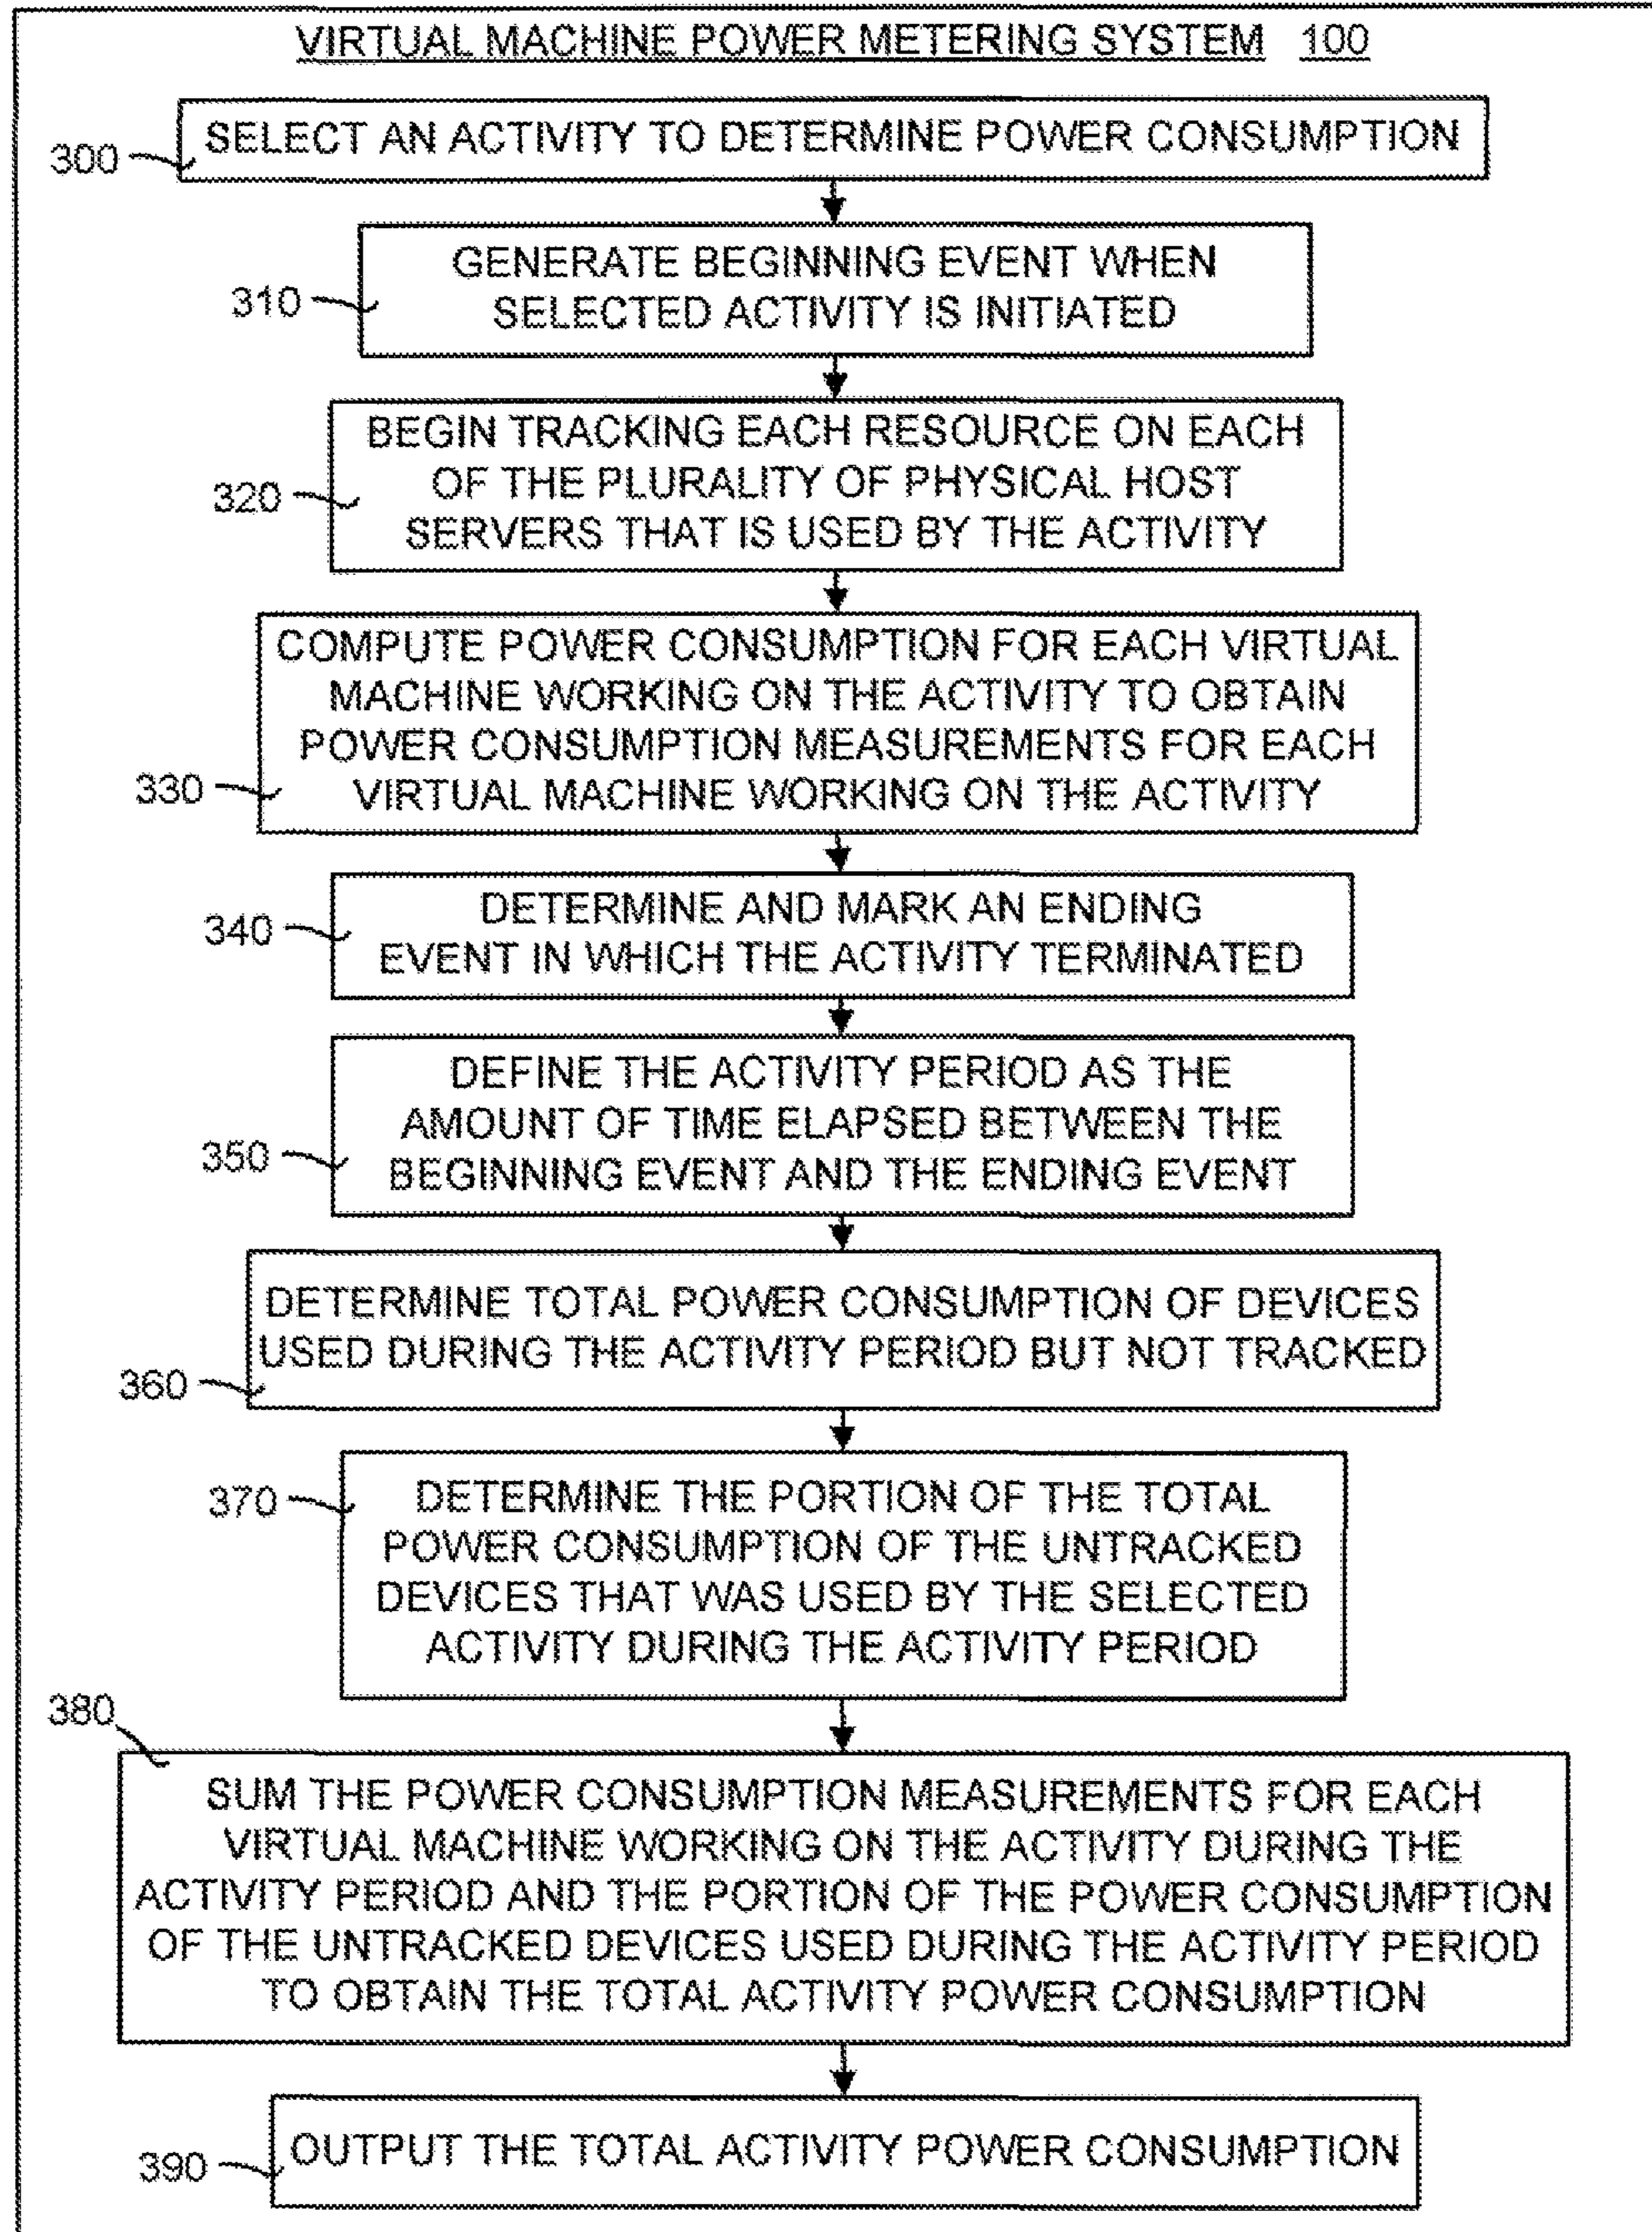 VIRTUAL MACHINE POWER METERING SYSTEM 100
300
SELECT AN ACTIVITY TO DETERMINE POWER CONSUMPTION
310
GENERATE BEGINNING EVENT WHEN
SELECTED ACTIVITY IS INITIATED
320
BEGIN TRACKING EACH RESOURCE ON EACH
OF THE PLURALITY OF PHYSICAL HOST
SERVERS THAT IS USED BY THE ACTIVITY
330
COMPUTE POWER CONSUMPTION FOR EACH VIRTUAL
MACHINE WORKING ON THE ACTIVITY TO OBTAIN
POWER CONSUMPTION MEASUREMENTS FOR EACH
VIRTUAL MACHINE WORKING ON THE ACTIVITY
340
DETERMINE AND MARK AN ENDING
EVENT IN WHICH THE ACTIVITY TERMINATED
350
DEFINE THE ACTIVITY PERIOD AS THE
AMOUNT OF TIME ELAPSED BETWEEN THE
BEGINNING EVENT AND THE ENDING EVENT
360
DETERMINE TOTAL POWER CONSUMPTION OF DEVICES
USED DURING THE ACTIVITY PERIOD BUT NOT TRACKED
370
DETERMINE THE PORTION OF THE TOTAL
POWER CONSUMPTION OF THE UNTRACKED
DEVICES THAT WAS USED BY THE SELECTED
ACTIVITY DURING THE ACTIVITY PERIOD
380
SUM THE POWER CONSUMPTION MEASUREMENTS FOR EACH
VIRTUAL MACHINE WORKING ON THE ACTIVITY DURING THE
ACTIVITY PERIOD AND THE PORTION OF THE POWER CONSUMPTION
OF THE UNTRACKED DEVICES USED DURING THE ACTIVITY PERIOD
TO OBTAIN THE TOTAL ACTIVITY POWER CONSUMPTION
390
OUTPUT THE TOTAL ACTIVITY POWER CONSUMPTION